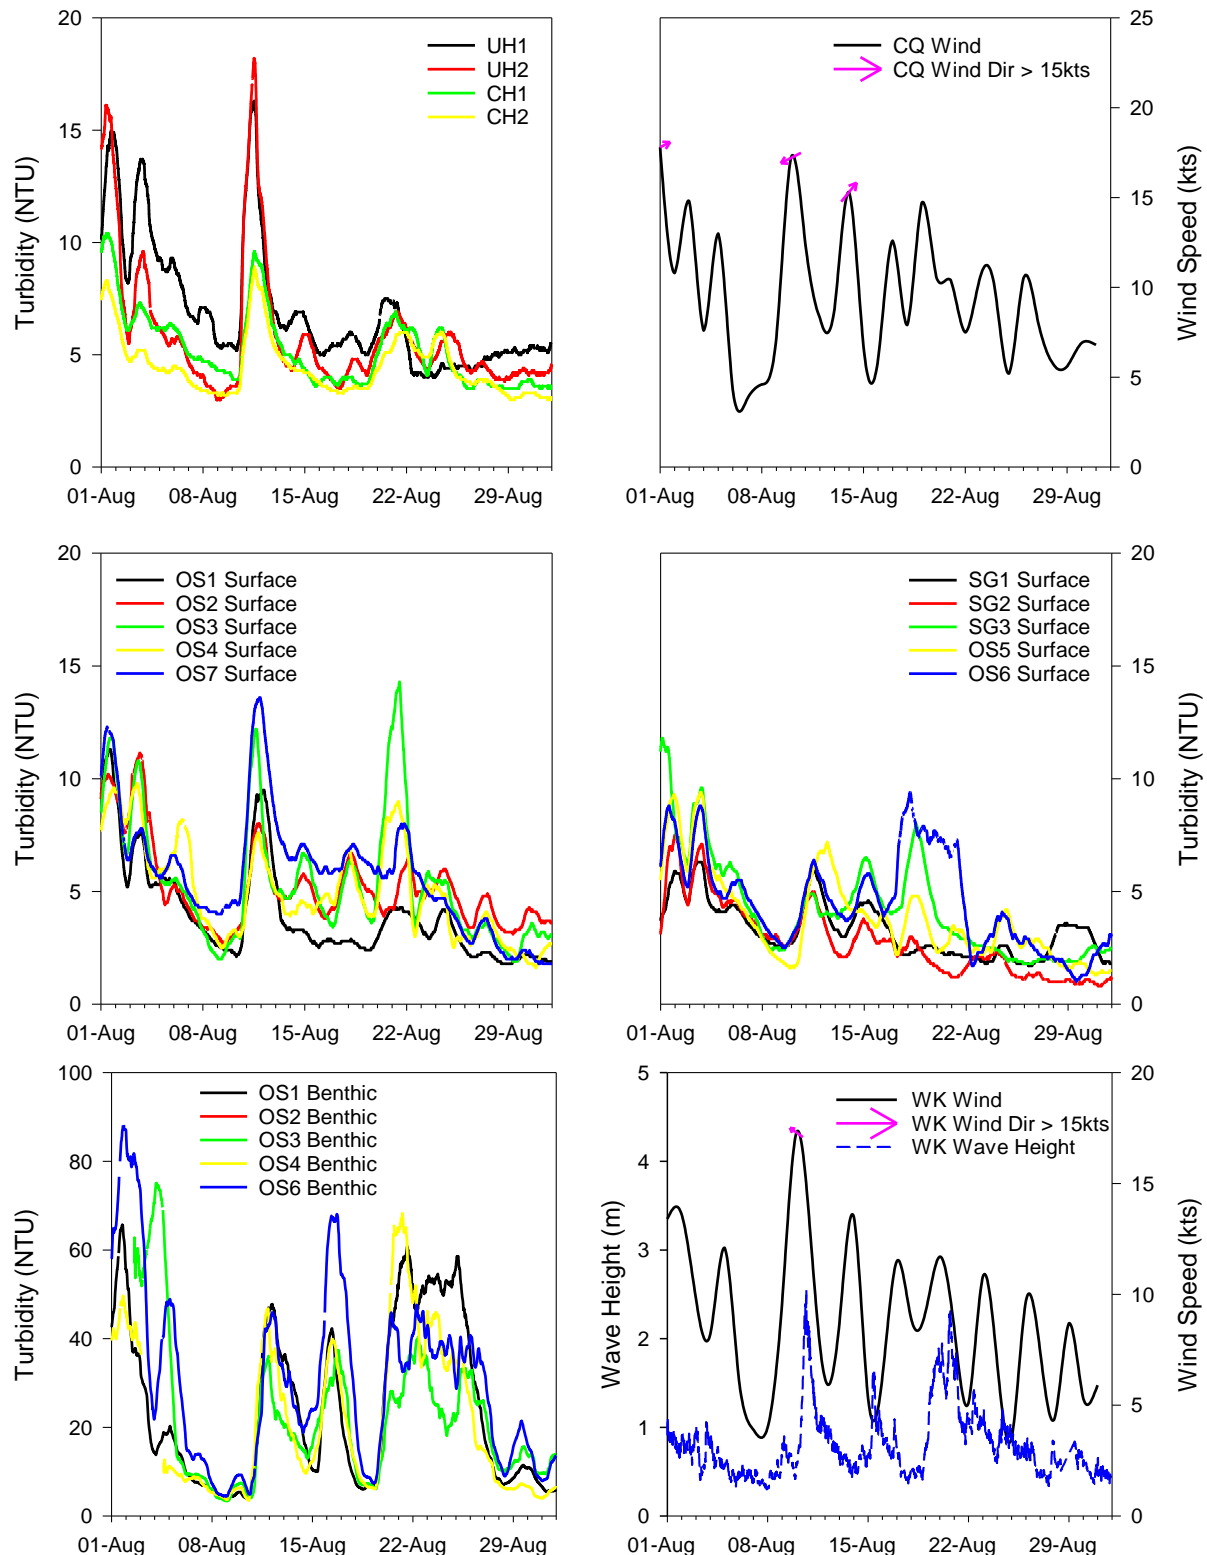 20
15
10
5
0
Turbidity (NTU)
UH1
UH2
CH1
CH2
01-Aug 08-Aug 15-Aug 22-Aug 29-Aug
CQ Wind
CQ Wind Dir > 15kts
25
20
15
10
5
0
Wind Speed (kts)
01-Aug 08-Aug 15-Aug 22-Aug 29-Aug
20
15
10
5
0
Turbidity (NTU)
OS1 Surface
OS2 Surface
OS3 Surface
OS4 Surface
OS7 Surface
01-Aug 08-Aug 15-Aug 22-Aug 29-Aug
SG1 Surface
SG2 Surface
SG3 Surface
OS5 Surface
OS6 Surface
20
15
10
5
0
Turbidity (NTU)
01-Aug 08-Aug 15-Aug 22-Aug 29-Aug
100
80
60
40
20
0
Turbidity (NTU)
OS1 Benthic
OS2 Benthic
OS3 Benthic
OS4 Benthic
OS6 Benthic
01-Aug 08-Aug 15-Aug 22-Aug 29-Aug
5
4
3
2
1
0
Wave Height (m)
WK Wind
WK Wind Dir > 15kts
WK Wave Height
20
15
10
5
0
Wind Speed (kts)
01-Aug 08-Aug 15-Aug 22-Aug 29-Aug